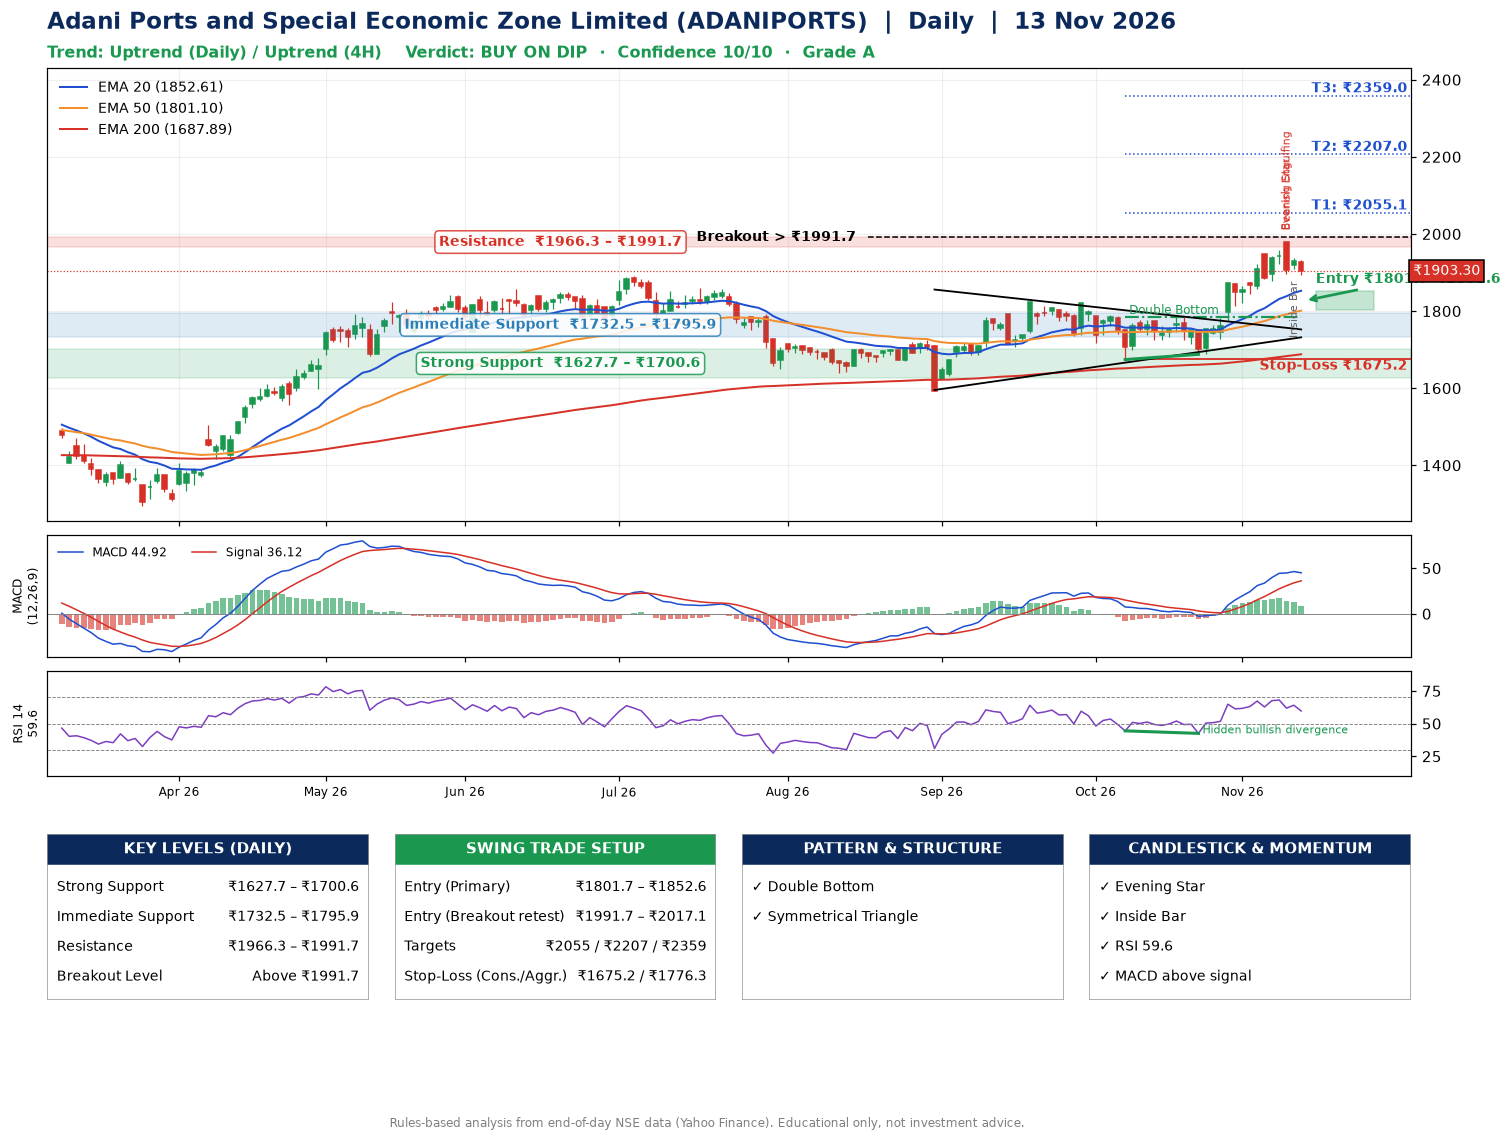 Adani Ports and Special Economic Zone Limited (ADANIPORTS)  |  Daily  |  13 Nov 2026
Trend: Uptrend (Daily) / Uptrend (4H)     Verdict: BUY ON DIP  ·  Confidence 10/10  ·  Grade A
EMA 20 (1852.61)
EMA 50 (1801.10)
EMA 200 (1687.89)
T3: ₹2359.0
T2: ₹2207.0
T1: ₹2055.1
Resistance  ₹1966.3 – ₹1991.7
Breakout > ₹1991.7
Immediate Support  ₹1732.5 – ₹1795.9
Strong Support  ₹1627.7 – ₹1700.6
Double Bottom
Inside Bar
Evening Star
Bearish Engulfing
Entry ₹180
₹1903.30
Stop-Loss ₹1675.2
2400
2200
2000
1800
1600
1400
MACD 44.92
Signal 36.12
MACD
(12,26,9)
50
0
RSI 14
59.6
75
50
25
Hidden bullish divergence
Apr 26
May 26
Jun 26
Jul 26
Aug 26
Sep 26
Oct 26
Nov 26
KEY LEVELS (DAILY)
Strong Support ₹1627.7 – ₹1700.6
Immediate Support ₹1732.5 – ₹1795.9
Resistance ₹1966.3 – ₹1991.7
Breakout Level Above ₹1991.7
SWING TRADE SETUP
Entry (Primary) ₹1801.7 – ₹1852.6
Entry (Breakout retest) ₹1991.7 – ₹2017.1
Targets ₹2055 / ₹2207 / ₹2359
Stop-Loss (Cons./Aggr.) ₹1675.2 / ₹1776.3
PATTERN & STRUCTURE
✓ Double Bottom
✓ Symmetrical Triangle
CANDLESTICK & MOMENTUM
✓ Evening Star
✓ Inside Bar
✓ RSI 59.6
✓ MACD above signal
Rules-based analysis from end-of-day NSE data (Yahoo Finance). Educational only, not investment advice.